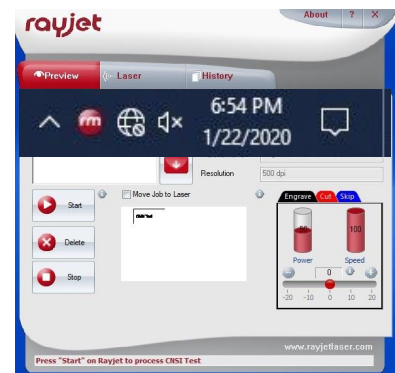 rayjet
About ? X
Preview Laser History
rm 6:54 PM
1/22/2020
Resolution 500 dpi
Start Move Job to Laser Engrave Cut Skip
Delete 100
Power Speed
Stop 0
-20 -10 0 10 20
www.rayjetlaser.com
Press "Start" on Rayjet to process CNSI Test